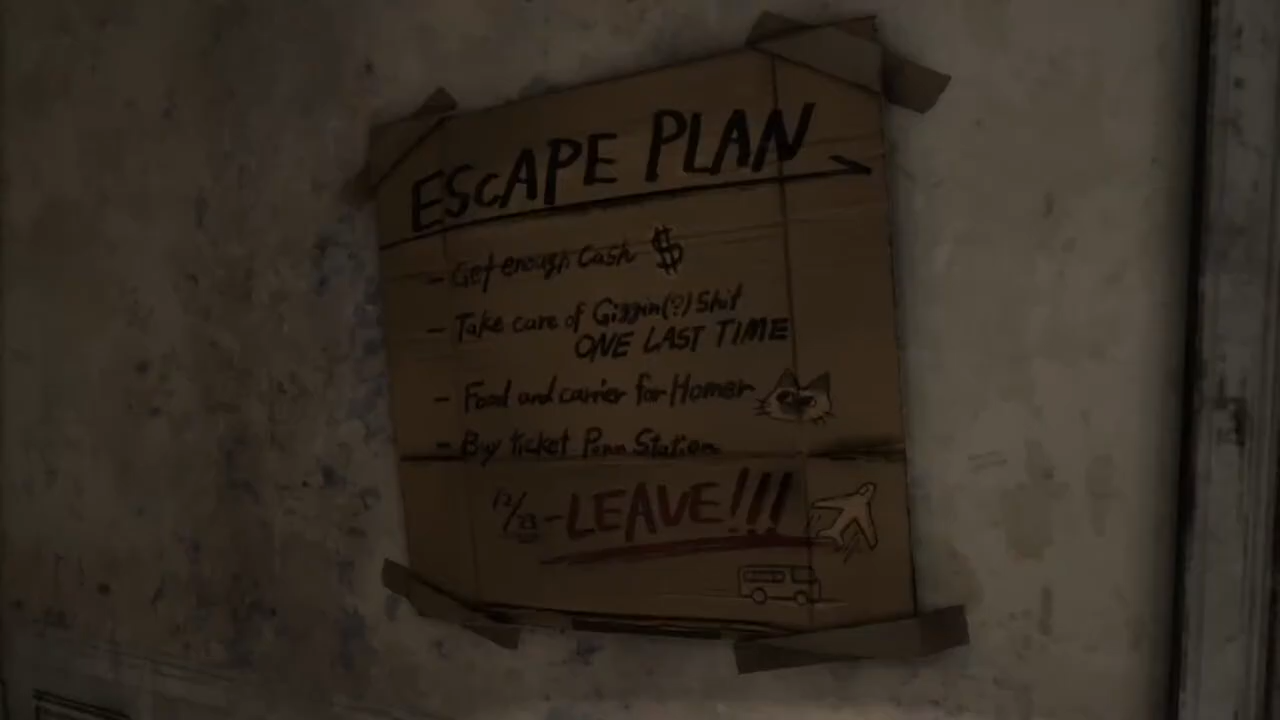 ESCAPE PLAN
- Get enough Cash $
- Take care of Giggin(?) Shit
ONE LAST TIME
- Food and carrier for Homer
- Buy ticket Penn Station
12/23 - LEAVE!!!